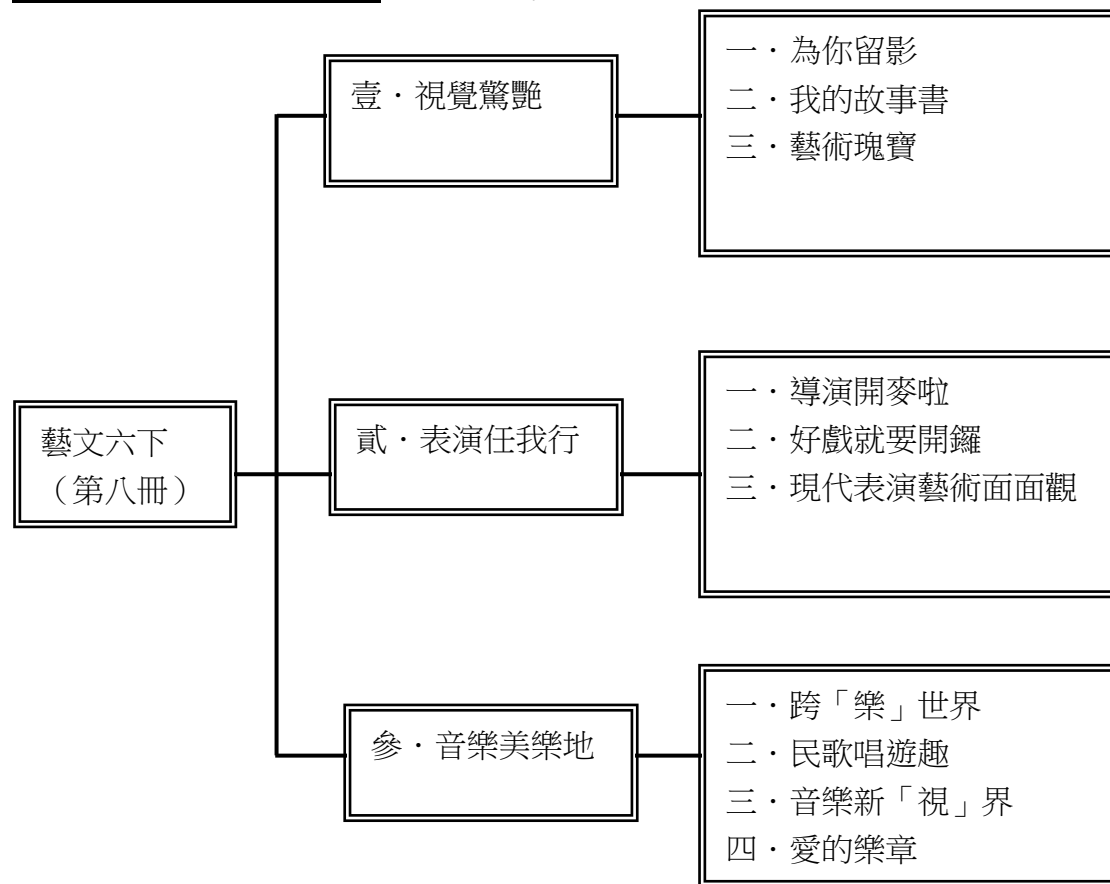 壹．視覺驚艷
一．為你留影
二．我的故事書
三．藝術瑰寶
藝文六下
（第八冊）
貳．表演任我行
一．導演開麥啦
二．好戲就要開鑼
三．現代表演藝術面面觀
參．音樂美樂地
一．跨「樂」世界
二．民歌唱遊趣
三．音樂新「視」界
四．愛的樂章